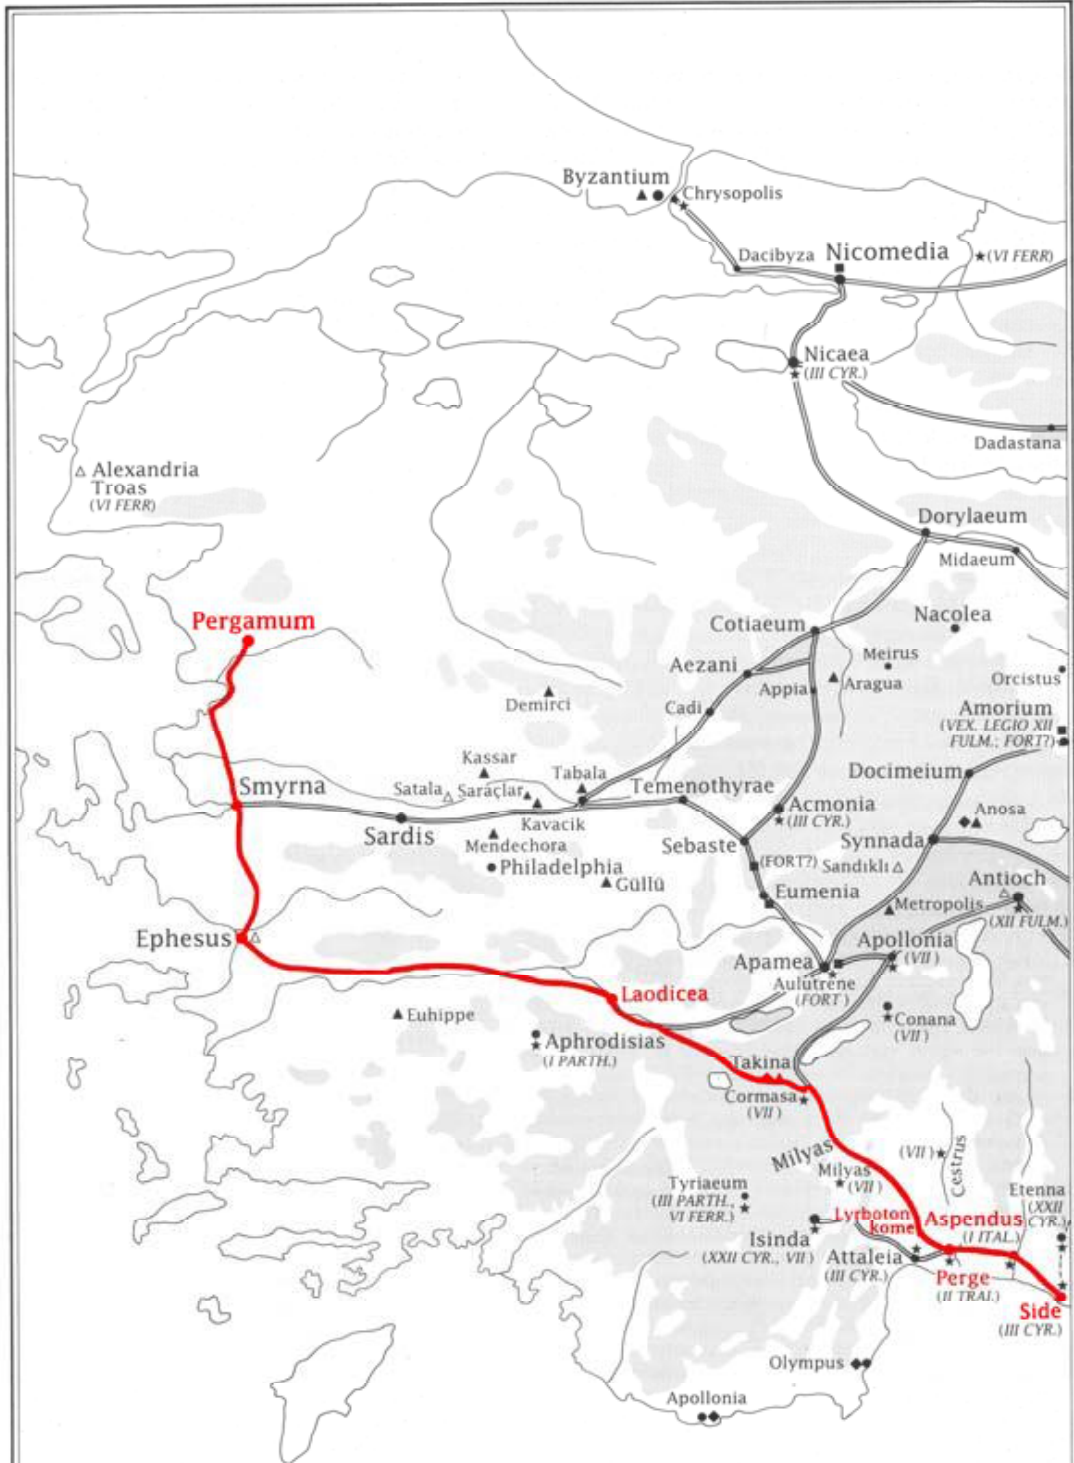 Byzantium
Chrysopolis
Dacibyza
Nicomedia
(VI FERR)
Nicaea
(III CYR.)
Dadastana
Alexandria
Troas
(VI FERR)
Dorylaeum
Midaeum
Pergamum
Cotiaeum
Nacolea
Aezani
Meirus
Appia
Aragua
Orcistus
Demirci
Cadi
Amorium
(VEX. LEGIO XII
FULM.; FORT?)
Kassar
Tabala
Docimeium
Smyrna
Satala
Saraçlar
Temenothyrae
Acmonia
(III CYR.)
Anosa
Kavacik
Sardis
Mendechora
Sebaste
Synnada
Philadelphia
(FORT?)
Sandıklı
Güllü
Eumenia
Antioch
Metropolis
(XII FULM.)
Ephesus
Apollonia
(VII)
Apamea
Aulutrene
(FORT)
Laodicea
Euhippe
Conana
(VII)
Aphrodisias
(I PARTH.)
Takina
Cormasa
(VII)
Milyas
Milyas
(VII)
(VII)
Cestrus
Tyriaeum
(III PARTH.,
VI FERR.)
Etenna
(XXII
CYR.)
Lyrboton
kome
Aspendus
(I ITAL.)
Isinda
(XXII CYR., VII)
Attaleia
(III CYR.)
Perge
(II TRAI.)
Side
(III CYR.)
Olympus
Apollonia